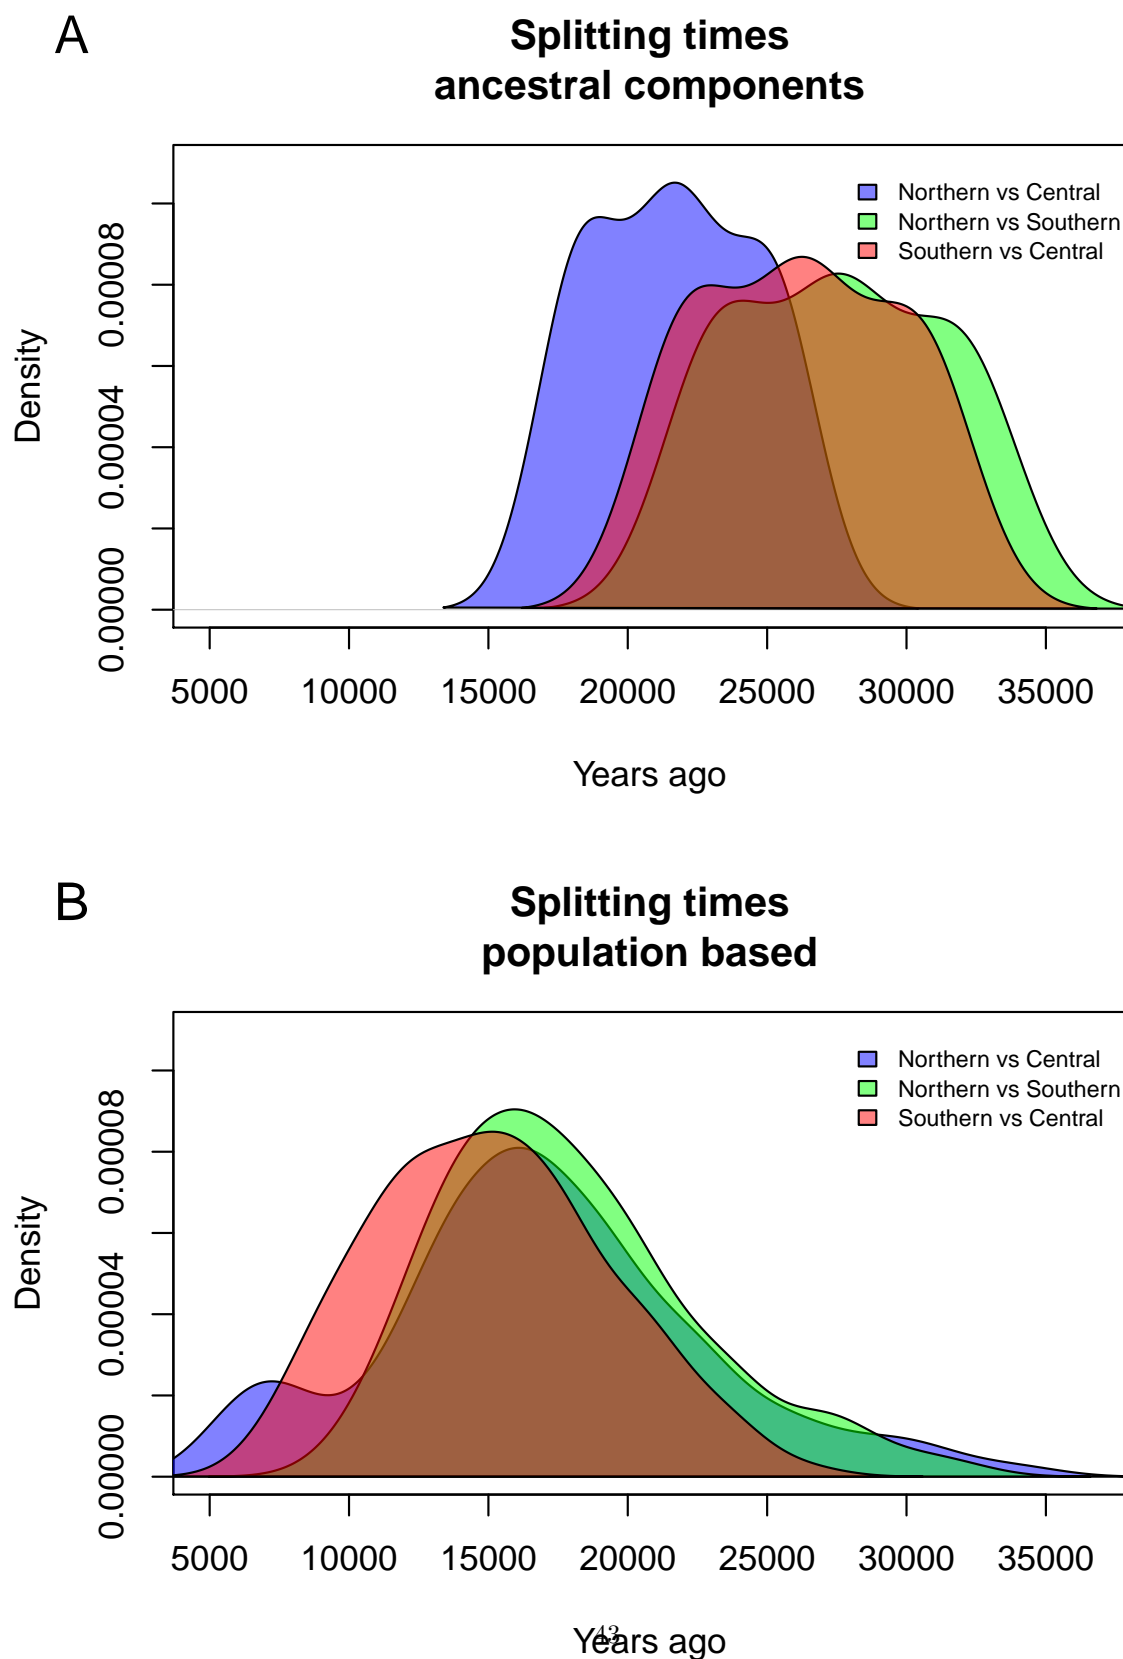 A
Splitting times
ancestral components
Northern vs Central
Northern vs Southern
Southern vs Central
Density
0.00000 0.00004 0.00008
5000 10000 15000 20000 25000 30000 35000
Years ago
B
Splitting times
population based
Northern vs Central
Northern vs Southern
Southern vs Central
Density
0.00000 0.00004 0.00008
5000 10000 15000 20000 25000 30000 35000
Years ago
43